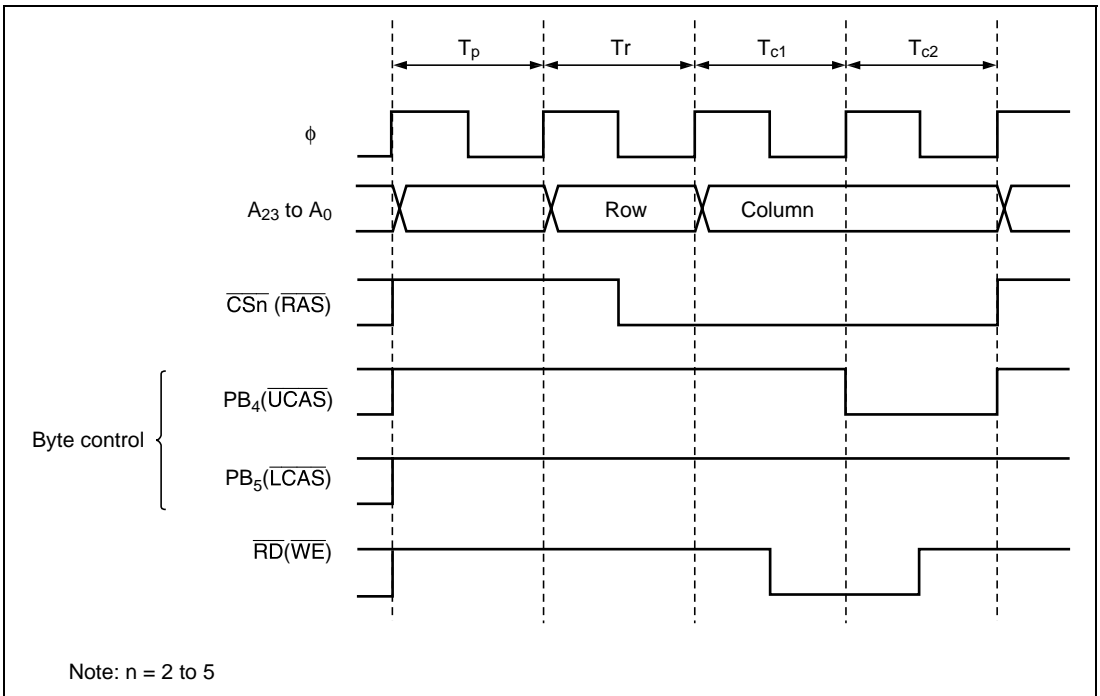 Tp Tr Tc1 Tc2
φ
A23 to A0 Row Column
CSn (RAS)
PB4(UCAS)
Byte control
PB5(LCAS)
RD(WE)
Note: n = 2 to 5